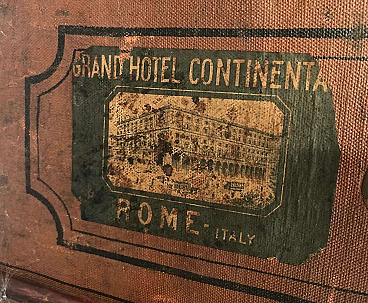 GRAND HOTEL CONTINENTA
ROME - ITALY